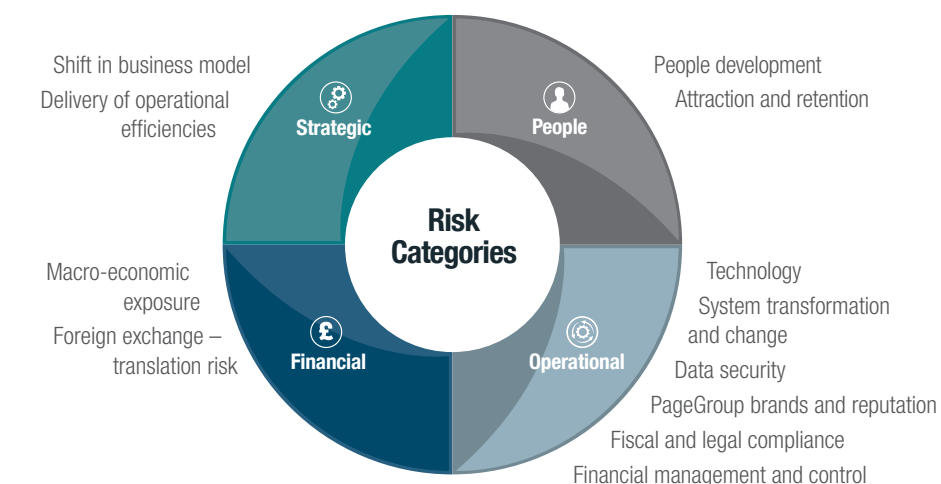 Shift in business model
Delivery of operational
efficiencies
Strategic
People
People development
Attraction and retention
Risk
Categories
Macro-economic
exposure
Foreign exchange –
translation risk
£
Financial
Operational
Technology
System transformation
and change
Data security
PageGroup brands and reputation
Fiscal and legal compliance
Financial management and control